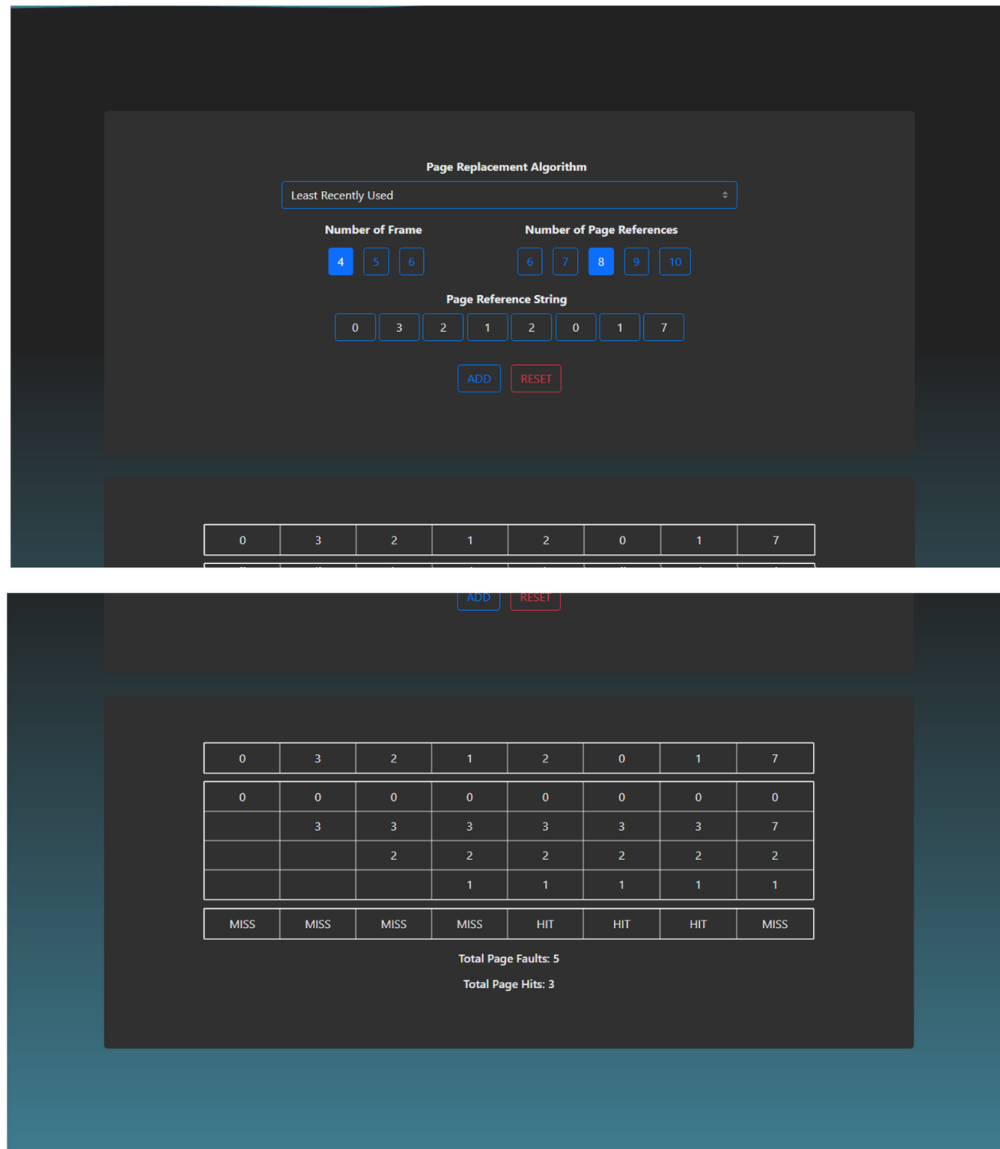 Page Replacement Algorithm
Least Recently Used
Number of Frame Number of Page References
4 5 6 6 7 8 9 10
Page Reference String
0 3 2 1 2 0 1 7
ADD RESET
0 3 2 1 2 0 1 7
ADD RESET
0 3 2 1 2 0 1 7
0 0 0 0 0 0 0 0
3 3 3 3 3 3 7
2 2 2 2 2 2
1 1 1 1 1
MISS MISS MISS MISS HIT HIT HIT MISS
Total Page Faults: 5
Total Page Hits: 3